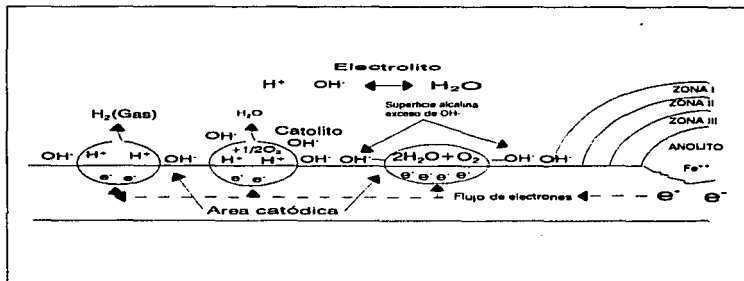 Electrolito
H⁺ OH⁻ H₂O
H₂(Gas)
H₂O
Superficie alcalina
exceso de OH⁻
ZONA I
ZONA II
ZONA III
ANOLITO
Fe⁺⁺
OH⁻ Catolito
+1/2O₂ OH⁻
OH⁻ H⁺ H⁺ OH⁻ H⁺ H⁺ OH⁻ OH⁻ 2H₂O+O₂ OH⁻ OH⁻
e⁻ e⁻ e⁻ e⁻ e⁻ e⁻ e⁻ e⁻
Area catódica
Flujo de electrones e⁻ e⁻